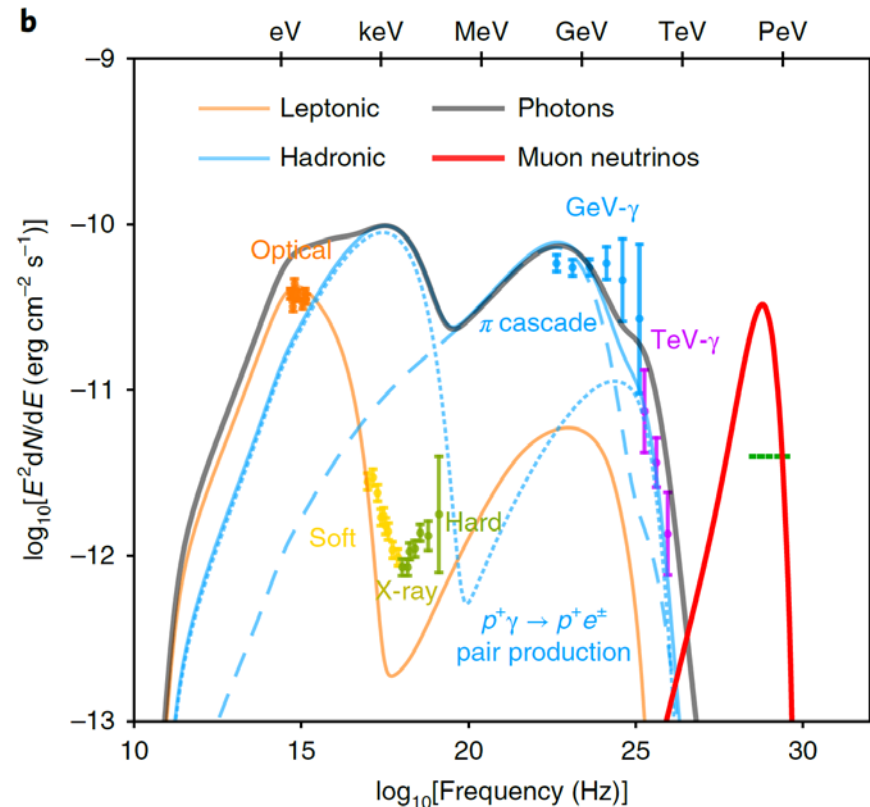 b
eV keV MeV GeV TeV PeV
−9
Leptonic Photons
Hadronic Muon neutrinos
−10
GeV-γ
Optical
π cascade
TeV-γ
−11
log₁₀[E² dN/dE (erg cm⁻² s⁻¹)]
Hard
Soft
−12
X-ray
p⁺γ → p⁺e±
pair production
−13
10 15 20 25 30
log₁₀[Frequency (Hz)]